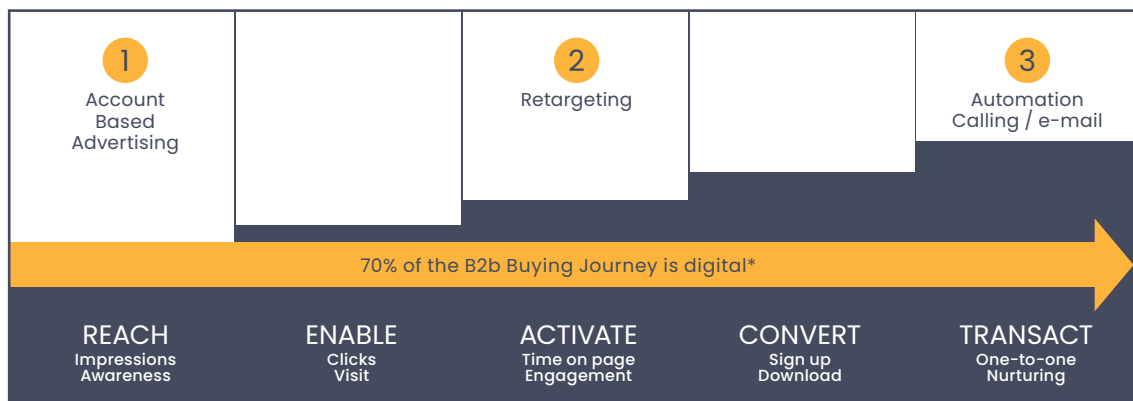 1
Account
Based
Advertising
2
Retargeting
3
Automation
Calling / e-mail
70% of the B2b Buying Journey is digital*
REACH
Impressions
Awareness
ENABLE
Clicks
Visit
ACTIVATE
Time on page
Engagement
CONVERT
Sign up
Download
TRANSACT
One-to-one
Nurturing